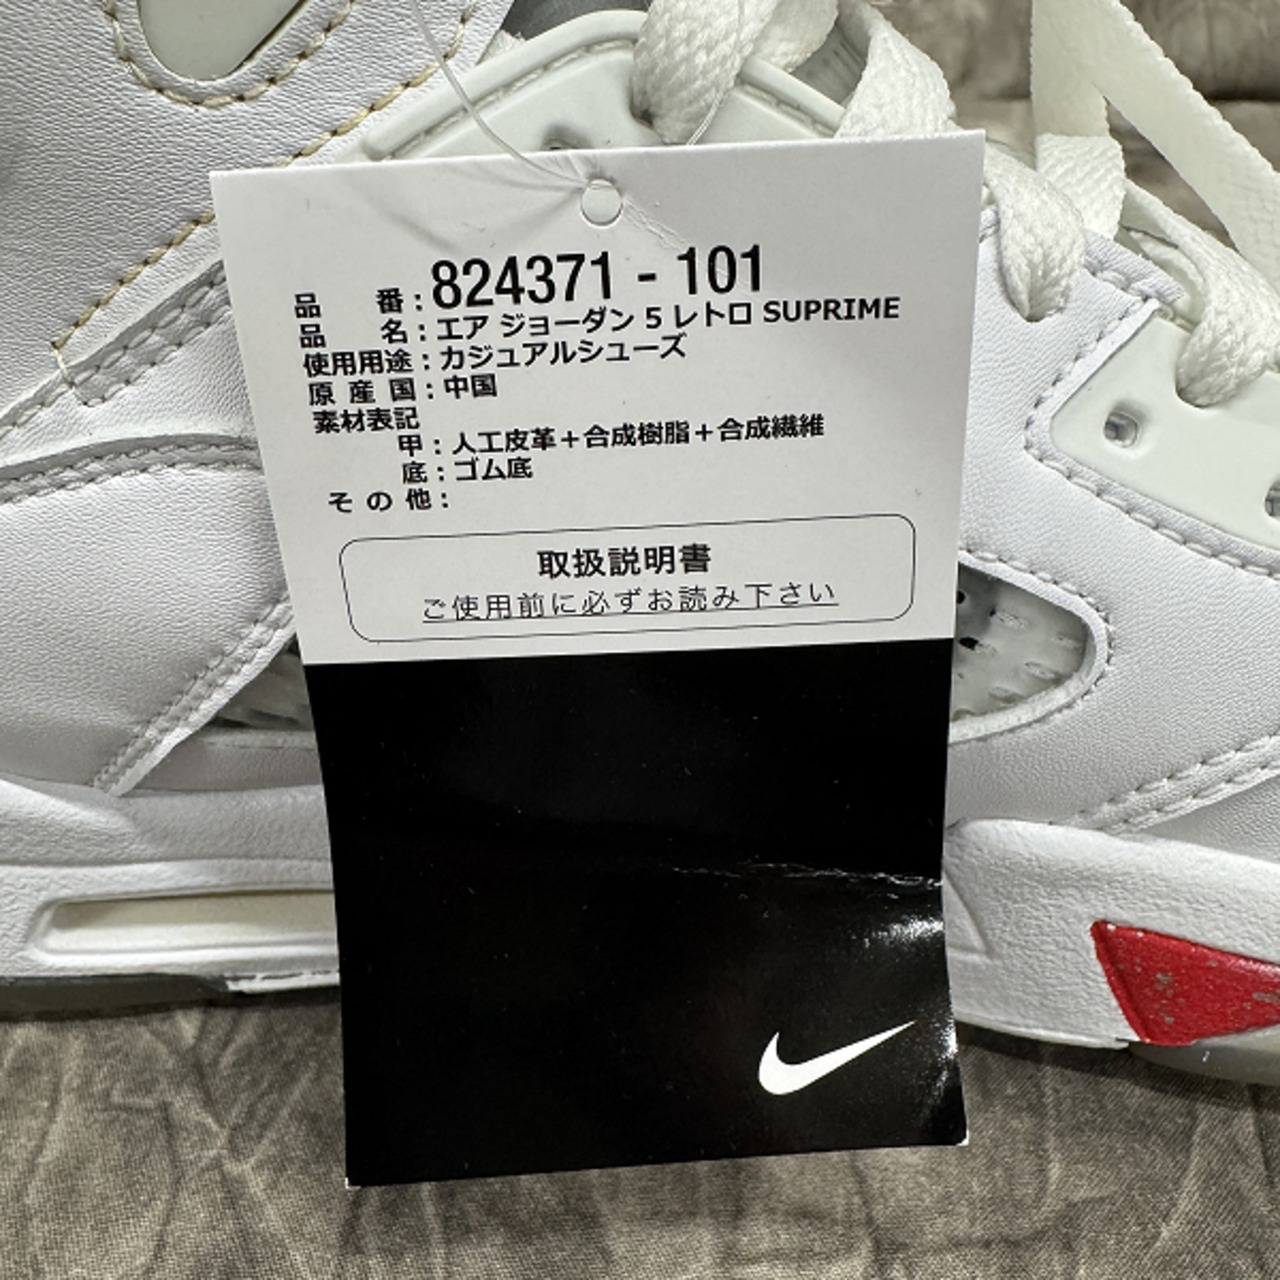 品番：824371 - 101
品名：エア ジョーダン 5 レトロ SUPRIME
使用用途：カジュアルシューズ
原産国：中国
素材表記
甲：人工皮革＋合成樹脂＋合成繊維
底：ゴム底
その他：
取扱説明書
ご使用前に必ずお読み下さい